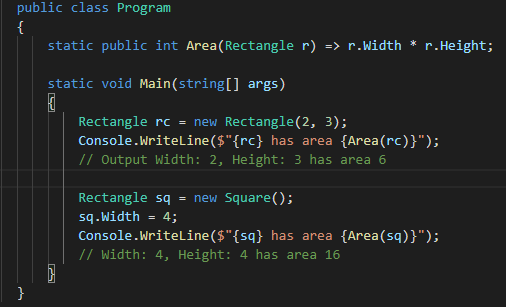 public class Program
{
static public int Area(Rectangle r) => r.Width * r.Height;
static void Main(string[] args)
{
Rectangle rc = new Rectangle(2, 3);
Console.WriteLine($"{rc} has area {Area(rc)}");
// Output Width: 2, Height: 3 has area 6
Rectangle sq = new Square();
sq.Width = 4;
Console.WriteLine($"{sq} has area {Area(sq)}");
// Width: 4, Height: 4 has area 16
}
}